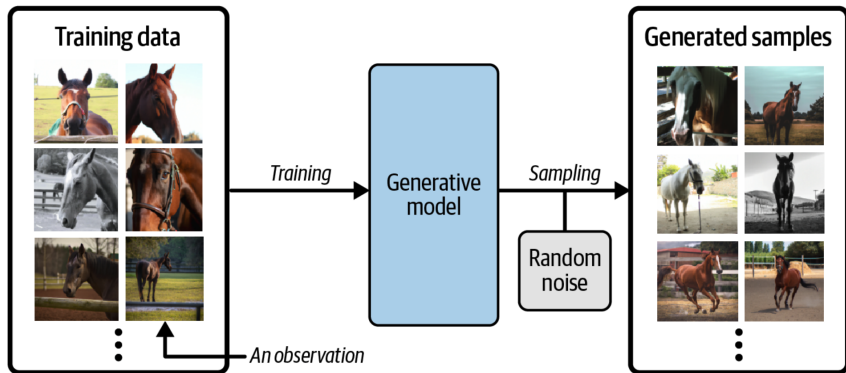 Training data
Generated samples
Training
Generative
model
Sampling
Random
noise
An observation